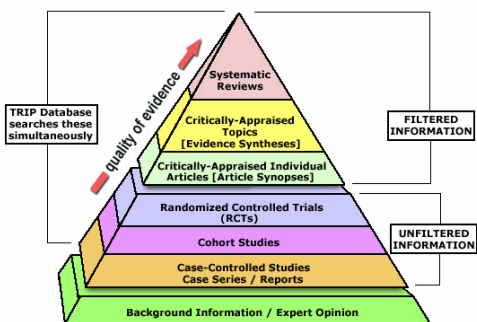 Systematic
Reviews
quality of evidence
TRIP Database
searches these
simultaneously
Critically-Appraised
Topics
[Evidence Syntheses]
FILTERED
INFORMATION
Critically-Appraised Individual
Articles [Article Synopses]
Randomized Controlled Trials
(RCTs)
UNFILTERED
INFORMATION
Cohort Studies
Case-Controlled Studies
Case Series / Reports
Background Information / Expert Opinion